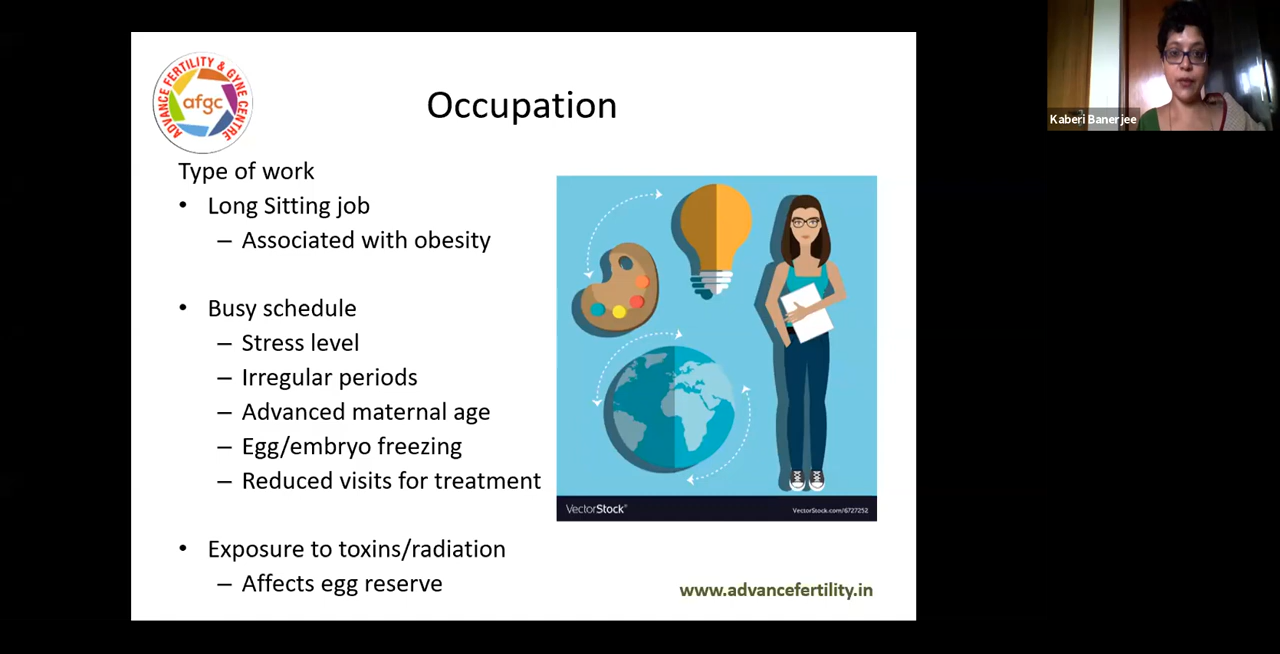 ADVANCE FERTILITY & GYNE CENTRE
afgc
Occupation
Kaberi Banerjee
Type of work
• Long Sitting job
– Associated with obesity
• Busy schedule
– Stress level
– Irregular periods
– Advanced maternal age
– Egg/embryo freezing
– Reduced visits for treatment
VectorStock®
VectorStock.com/6727252
• Exposure to toxins/radiation
– Affects egg reserve
www.advancefertility.in